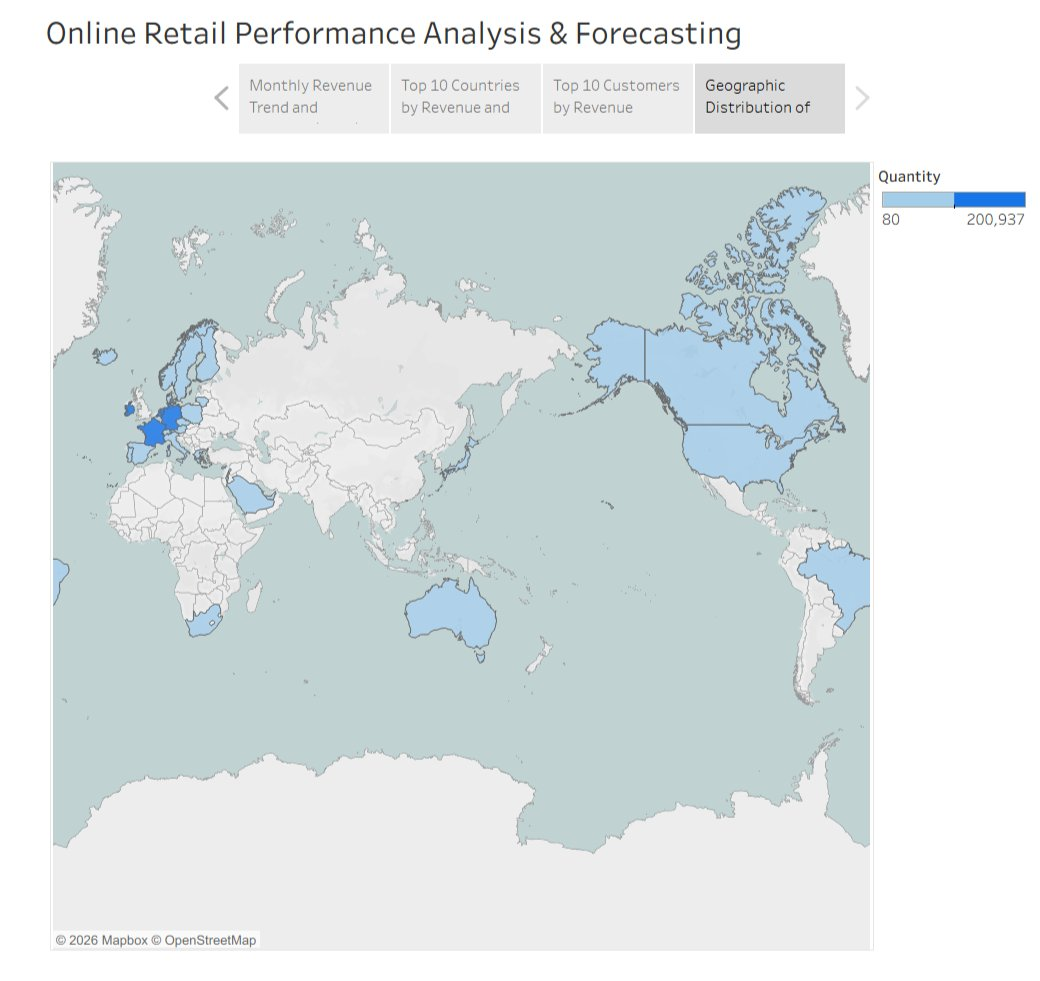 Online Retail Performance Analysis & Forecasting
Monthly Revenue
Trend and
Top 10 Countries
by Revenue and
Top 10 Customers
by Revenue
Geographic
Distribution of
Quantity
80
200,937
© 2026 Mapbox © OpenStreetMap